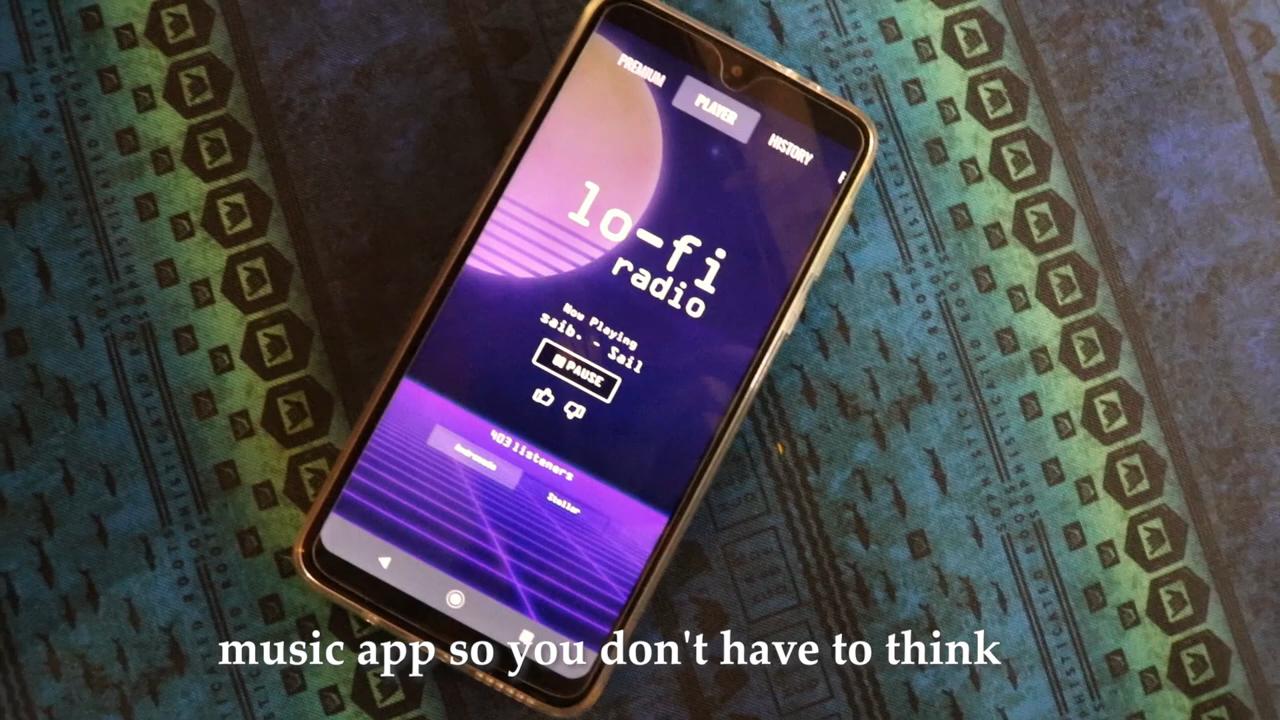 PREMIUM
PLAYER
HISTORY
lo-fi
radio
Now Playing
saib. - Sail
PAUSE
403 listeners
Andromeda
Stellar
music app so you don't have to think